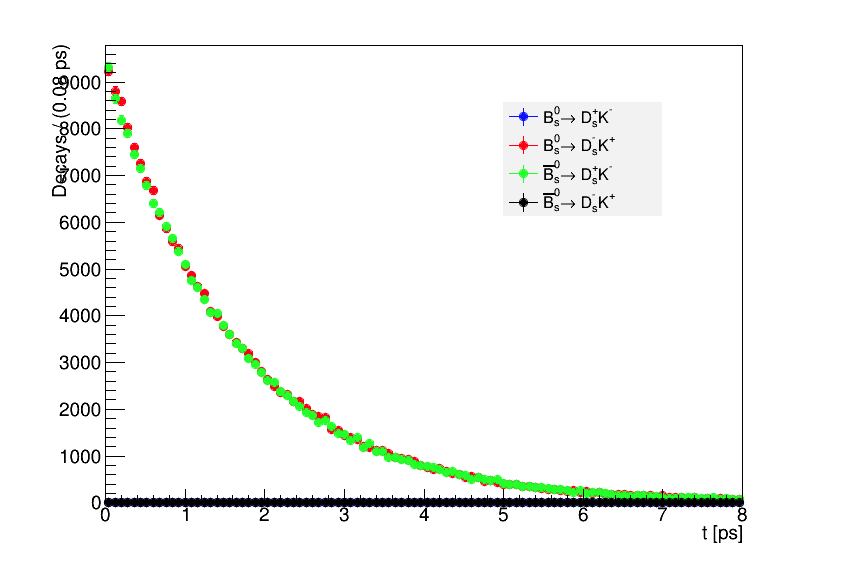 Decays / (0.08 ps)
9000
8000
7000
6000
5000
4000
3000
2000
1000
0
B⁰ₛ → D⁺ₛK⁻
B⁰ₛ → D⁻ₛK⁺
B̅⁰ₛ → D⁺ₛK⁻
B̅⁰ₛ → D⁻ₛK⁺
0 1 2 3 4 5 6 7 8
t [ps]